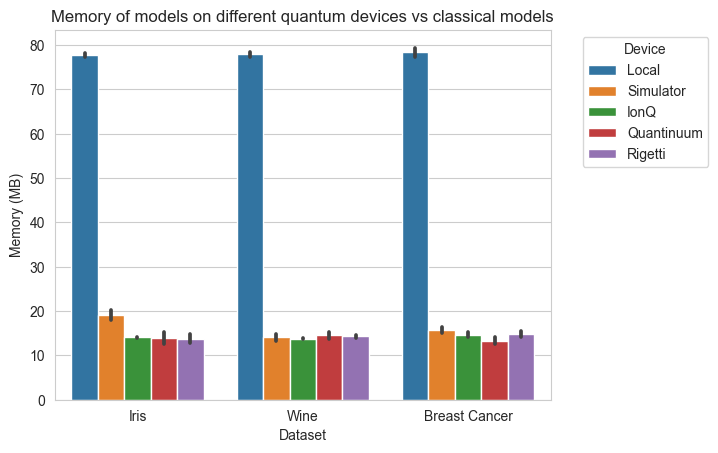 Memory of models on different quantum devices vs classical models
Memory (MB)
80
70
60
50
40
30
20
10
0
Iris
Wine
Breast Cancer
Dataset
Device
Local
Simulator
IonQ
Quantinuum
Rigetti